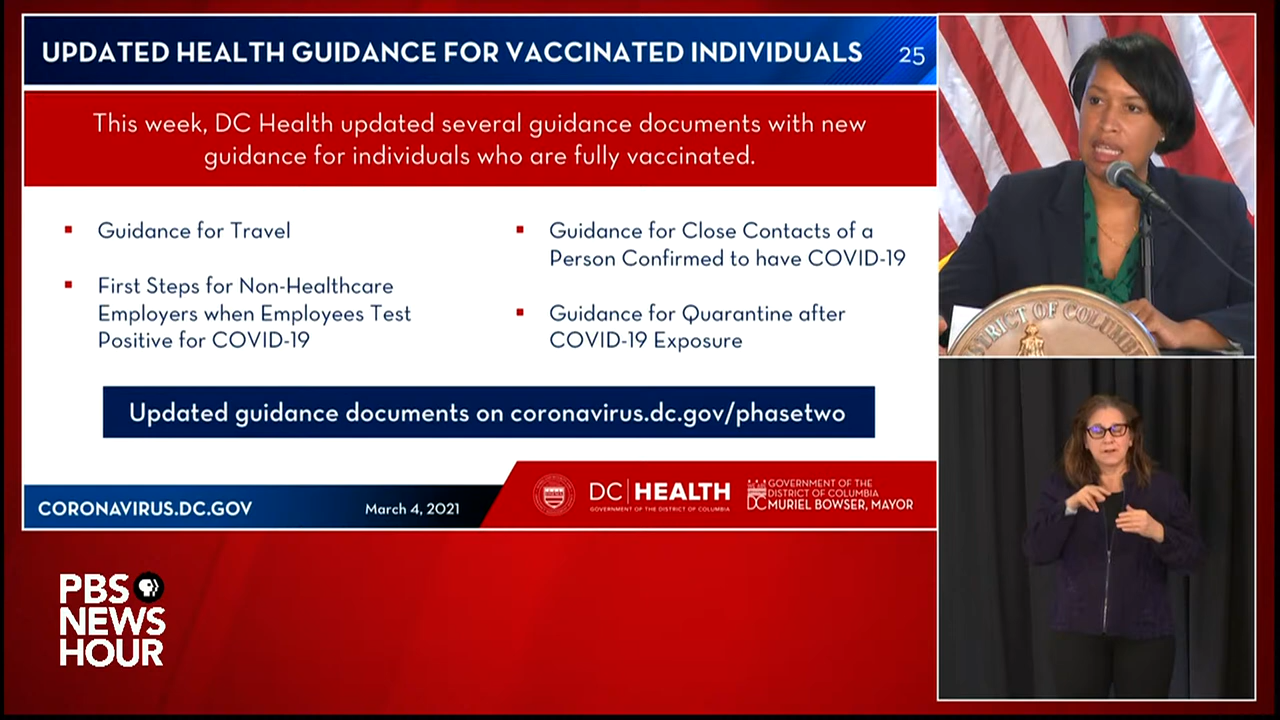 UPDATED HEALTH GUIDANCE FOR VACCINATED INDIVIDUALS 25
This week, DC Health updated several guidance documents with new
guidance for individuals who are fully vaccinated.
Guidance for Travel
First Steps for Non-Healthcare
Employers when Employees Test
Positive for COVID-19
Guidance for Close Contacts of a
Person Confirmed to have COVID-19
Guidance for Quarantine after
COVID-19 Exposure
Updated guidance documents on coronavirus.dc.gov/phasetwo
CORONAVIRUS.DC.GOV
March 4, 2021
DC HEALTH
GOVERNMENT OF THE DISTRICT OF COLUMBIA
GOVERNMENT OF THE
DISTRICT OF COLUMBIA
DC MURIEL BOWSER, MAYOR
DISTRICT OF COLUMBI
PBS
NEWS
HOUR